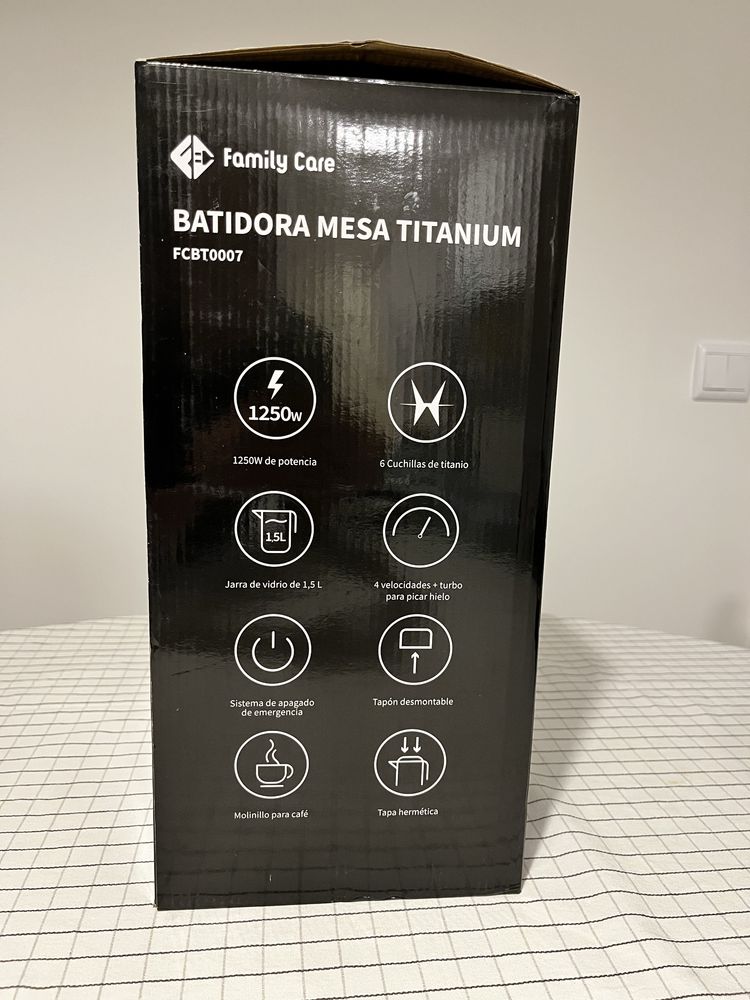 Family Care
BATIDORA MESA TITANIUM
FCBT0007
1250W
1250W de potencia
6 Cuchillas de titanio
1,5L
Jarra de vidrio de 1,5 L
4 velocidades + turbo
para picar hielo
Sistema de apagado
de emergencia
Tapón desmontable
Molinillo para café
Tapa hermética